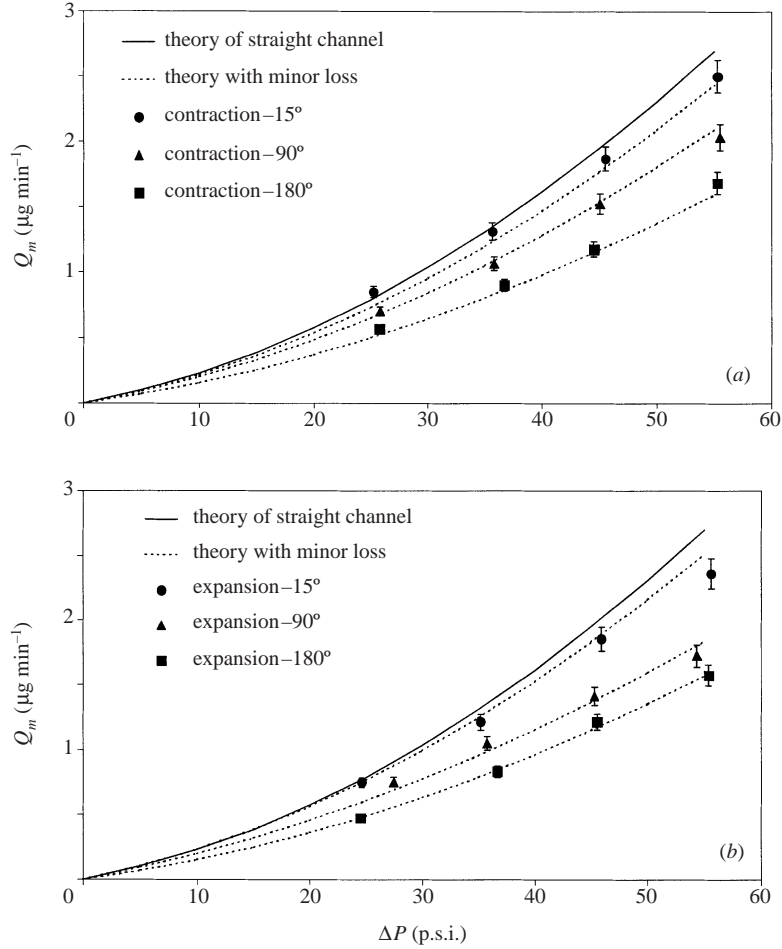 3
theory of straight channel
theory with minor loss
contraction–15º
2
contraction–90º
contraction–180º
Qm (µg min–1)
1
(a)
0 10 20 30 40 50 60
3
theory of straight channel
theory with minor loss
expansion–15º
2
expansion–90º
expansion–180º
Qm (µg min–1)
1
(b)
0 10 20 30 40 50 60
ΔP (p.s.i.)